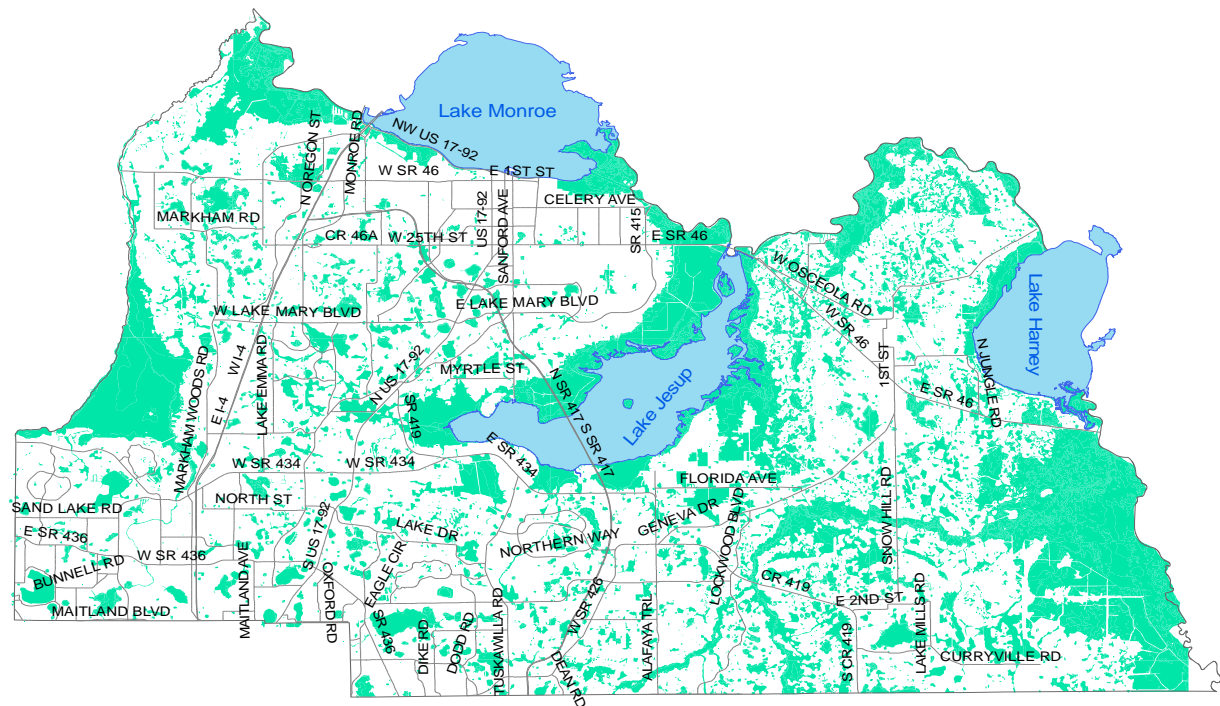 Lake Monroe
NW US 17-92
N OREGON ST
MONROE RD
W SR 46
E 1ST ST
CELERY AVE
MARKHAM RD
US 17-92
SANFORD AVE
SR 415
CR 46A
W 25TH ST
E SR 46
W OSCEOLA RD
Lake Harney
W LAKE MARY BLVD
E LAKE MARY BLVD
W SR 46
W I-4
E I-4
LAKE EMMA RD
MARKHAM WOODS RD
N US 17-92
MYRTLE ST
N SR 417
S SR 417
Lake Jesup
1ST ST
N JUNGLE RD
E SR 46
SR 419
E SR 434
W SR 434
W SR 434
FLORIDA AVE
NORTH ST
SAND LAKE RD
S US 17-92
LAKE DR
NORTHERN WAY
GENEVA DR
LOCKWOOD BLVD
SNOW HILL RD
E SR 436
W SR 436
BUNNELL RD
MAITLAND AVE
OXFORD RD
EAGLE CIR
CR 419
MAITLAND BLVD
SR 436
DIKE RD
DODD RD
TUSKAWILLA RD
W SR 426
DEAN RD
ALAFAYA TRL
E 2ND ST
S CR 419
LAKE MILLS RD
CURRYVILLE RD